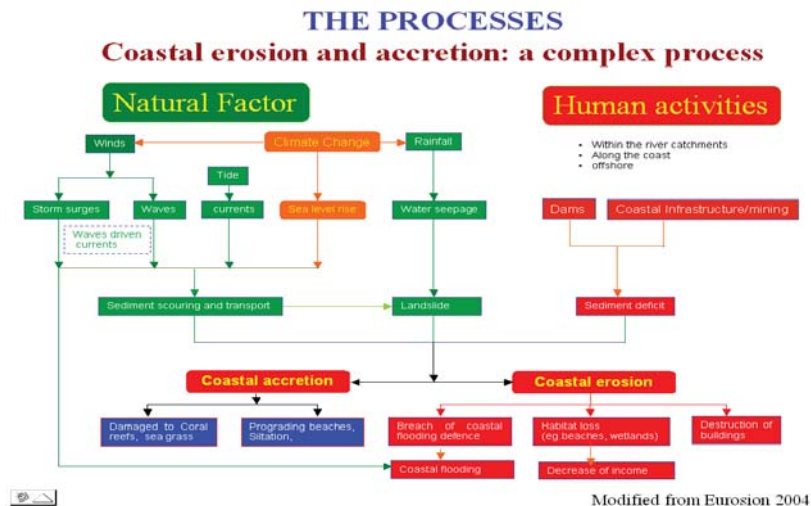 THE PROCESSES
Coastal erosion and accretion: a complex process
Natural Factor
Human activities
Winds
Climate Change
Rainfall
• Within the river catchments
• Along the coast
• offshore
Tide
Storm surges
Waves
currents
Sea level rise
Water seepage
Dams
Coastal Infrastructure/mining
Waves driven
currents
Sediment scouring and transport
Landslide
Sediment deficit
Coastal accretion
Coastal erosion
Damaged to Coral
reefs, sea grass
Prograding beaches,
Siltation,
Breach of coastal
flooding defence
Habitat loss
(eg beaches, wetlands)
Destruction of
buildings
Coastal flooding
Decrease of income
Modified from Eurosion 2004